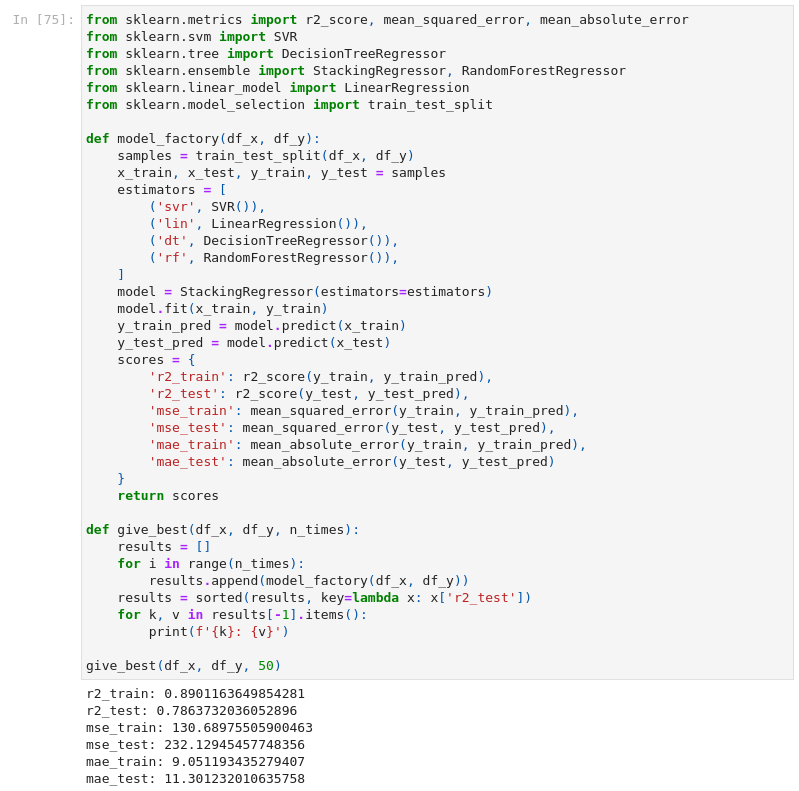 In [75]:
from sklearn.metrics import r2_score, mean_squared_error, mean_absolute_error
from sklearn.svm import SVR
from sklearn.tree import DecisionTreeRegressor
from sklearn.ensemble import StackingRegressor, RandomForestRegressor
from sklearn.linear_model import LinearRegression
from sklearn.model_selection import train_test_split

def model_factory(df_x, df_y):
    samples = train_test_split(df_x, df_y)
    x_train, x_test, y_train, y_test = samples
    estimators = [
        ('svr', SVR()),
        ('lin', LinearRegression()),
        ('dt', DecisionTreeRegressor()),
        ('rf', RandomForestRegressor()),
    ]
    model = StackingRegressor(estimators=estimators)
    model.fit(x_train, y_train)
    y_train_pred = model.predict(x_train)
    y_test_pred = model.predict(x_test)
    scores = {
        'r2_train': r2_score(y_train, y_train_pred),
        'r2_test': r2_score(y_test, y_test_pred),
        'mse_train': mean_squared_error(y_train, y_train_pred),
        'mse_test': mean_squared_error(y_test, y_test_pred),
        'mae_train': mean_absolute_error(y_train, y_train_pred),
        'mae_test': mean_absolute_error(y_test, y_test_pred)
    }
    return scores

def give_best(df_x, df_y, n_times):
    results = []
    for i in range(n_times):
        results.append(model_factory(df_x, df_y))
    results = sorted(results, key=lambda x: x['r2_test'])
    for k, v in results[-1].items():
        print(f'{k}: {v}')

give_best(df_x, df_y, 50)
r2_train: 0.8901163649854281
r2_test: 0.7863732036052896
mse_train: 130.68975505900463
mse_test: 232.12945457748356
mae_train: 9.051193435279407
mae_test: 11.301232010635758